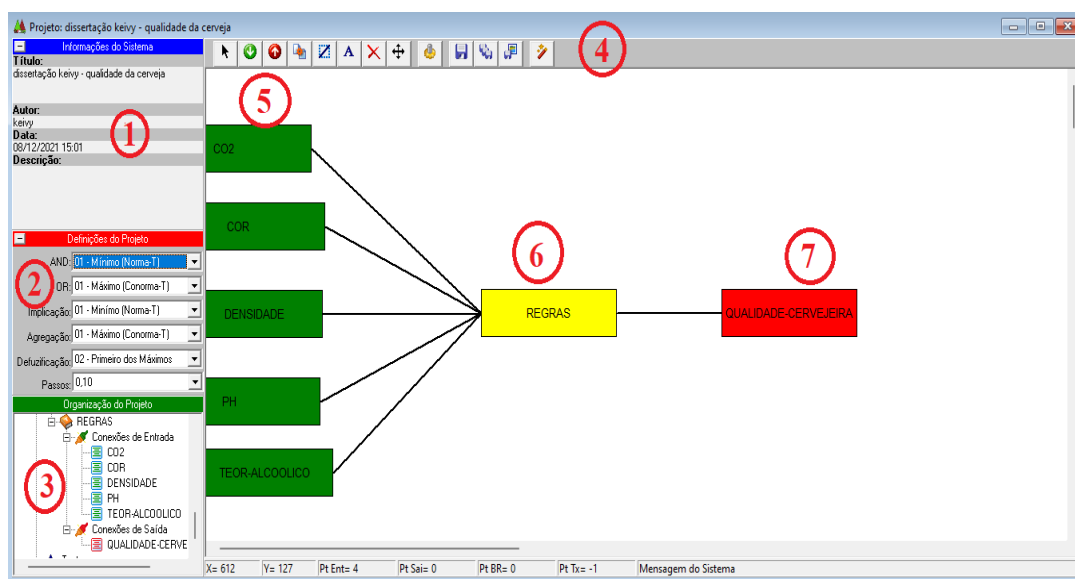 Projeto: dissertação keivy - qualidade da cerveja
Informações do Sistema
Título:
dissertação keivy - qualidade da cerveja
Autor:
keivy
Data:
08/12/2021 15:01
Descrição:
1
Definições do Projeto
AND: 01 - Mínimo (Norma-T)
OR: 01 - Máximo (Conorma-T)
Implicação: 01 - Minímo (Norma-T)
Agregação: 01 - Máximo (Conorma-T)
Defuzificação: 02 - Primeiro dos Máximos
Passos: 0,10
2
Organização do Projeto
REGRAS
Conexões de Entrada
CO2
COR
DENSIDADE
PH
TEOR-ALCOOLICO
Conexões de Saída
QUALIDADE-CERVE
3
A
4
5
CO2
COR
DENSIDADE
PH
TEOR-ALCOOLICO
6
REGRAS
7
QUALIDADE-CERVEJEIRA
X= 612 Y= 127 Pt Ent= 4 Pt Sai= 0 Pt BR= 0 Pt Tx= -1 Mensagem do Sistema